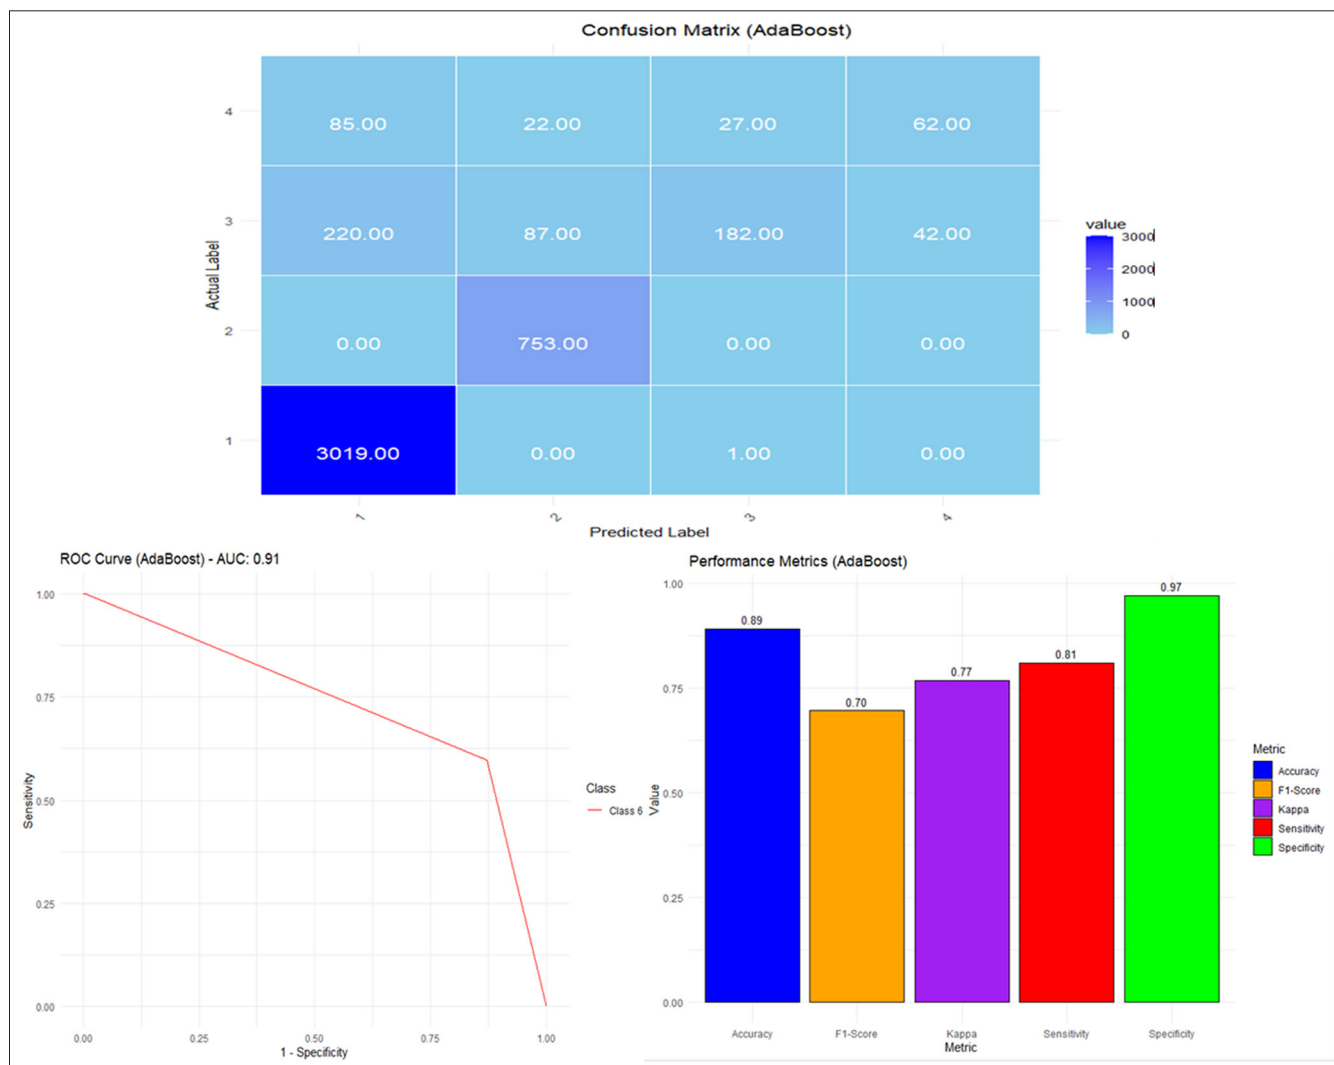 Confusion Matrix (AdaBoost)
4
85.00 22.00 27.00 62.00
3
220.00 87.00 182.00 42.00
2
0.00 753.00 0.00 0.00
1
3019.00 0.00 1.00 0.00
Actual Label
1 2 3 4
Predicted Label
value
3000
2000
1000
0
ROC Curve (AdaBoost) - AUC: 0.91
1.00
0.75
0.50
0.25
0.00
Sensitivity
0.00 0.25 0.50 0.75 1.00
1 - Specificity
Class
Class 6
Performance Metrics (AdaBoost)
1.00
0.75
0.50
0.25
0.00
Value
0.89
0.70
0.77
0.81
0.97
Accuracy F1-Score Kappa Sensitivity Specificity
Metric
Metric
Accuracy
F1-Score
Kappa
Sensitivity
Specificity